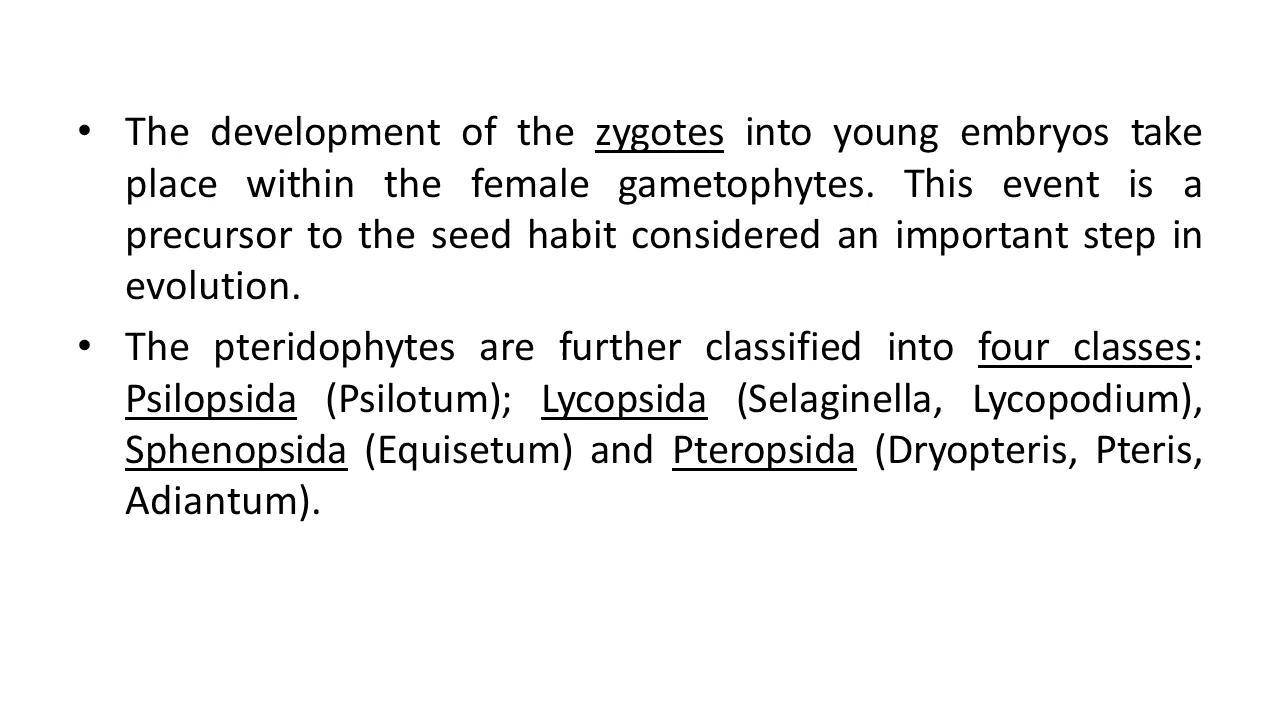 • The development of the zygotes into young embryos take
place within the female gametophytes. This event is a
precursor to the seed habit considered an important step in
evolution.
• The pteridophytes are further classified into four classes:
Psilopsida (Psilotum); Lycopsida (Selaginella, Lycopodium),
Sphenopsida (Equisetum) and Pteropsida (Dryopteris, Pteris,
Adiantum).